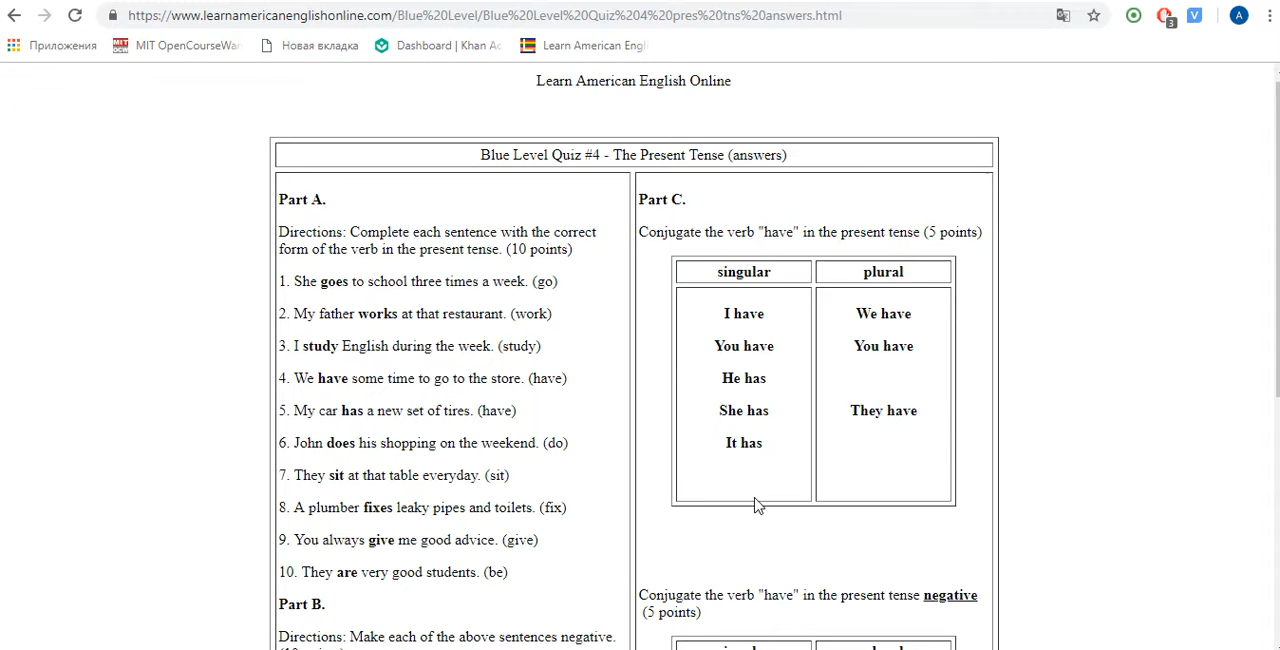 https://www.learnamericanenglishonline.com/Blue%20Level/Blue%20Level%20Quiz%204%20pres%20tns%20answers.html
A
3
V
Приложения
MIT OpenCourseWar
Новая вкладка
Dashboard | Khan Ac
Learn American Engli
Learn American English Online
Blue Level Quiz #4 - The Present Tense (answers)
Part A.
Directions: Complete each sentence with the correct
form of the verb in the present tense. (10 points)
1. She goes to school three times a week. (go)
2. My father works at that restaurant. (work)
3. I study English during the week. (study)
4. We have some time to go to the store. (have)
5. My car has a new set of tires. (have)
6. John does his shopping on the weekend. (do)
7. They sit at that table everyday. (sit)
8. A plumber fixes leaky pipes and toilets. (fix)
9. You always give me good advice. (give)
10. They are very good students. (be)
Part B.
Directions: Make each of the above sentences negative.
Part C.
Conjugate the verb "have" in the present tense (5 points)
singular plural
I have We have
You have You have
He has
She has They have
It has
Conjugate the verb "have" in the present tense negative
(5 points)